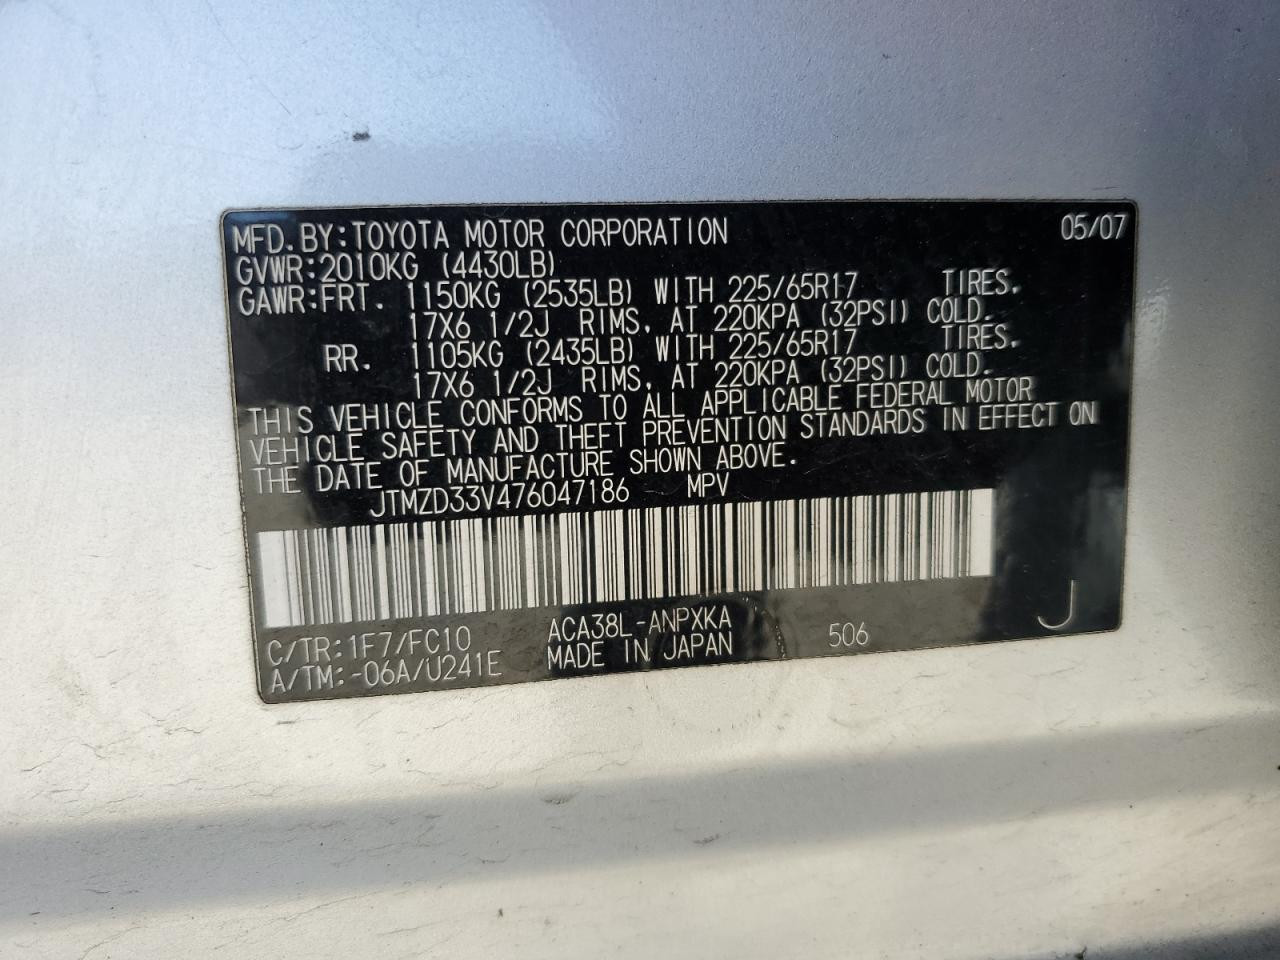 MFD.BY:TOYOTA MOTOR CORPORATION 05/07
GVWR:2010KG (4430LB)
GAWR:FRT. 1150KG (2535LB) WITH 225/65R17 TIRES.
17X6 1/2J RIMS, AT 220KPA (32PSI) COLD.
RR. 1105KG (2435LB) WITH 225/65R17 TIRES.
17X6 1/2J RIMS, AT 220KPA (32PSI) COLD.
THIS VEHICLE CONFORMS TO ALL APPLICABLE FEDERAL MOTOR
VEHICLE SAFETY AND THEFT PREVENTION STANDARDS IN EFFECT ON
THE DATE OF MANUFACTURE SHOWN ABOVE.
JTMZD33V476047186 MPV
C/TR:1F7/FC10 ACA38L-ANPXKA
A/TM:-06A/U241E MADE IN JAPAN 506 J